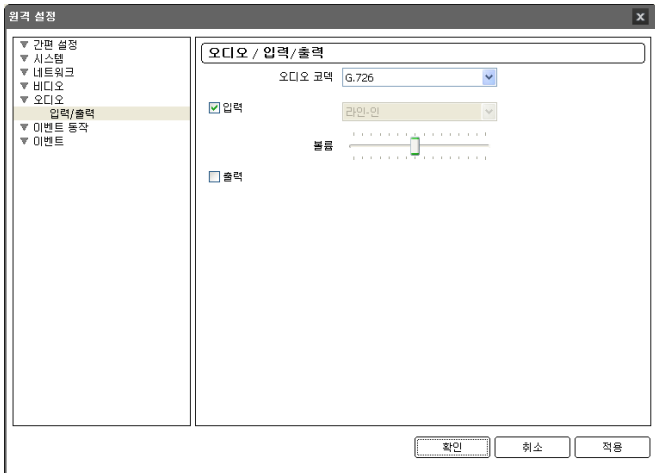 원격 설정
간편 설정
시스템
네트워크
비디오
오디오
입력/출력
이벤트 동작
이벤트
오디오 / 입력/출력
오디오 코덱 G.726
입력 라인-인
볼륨
출력
확인 취소 적용